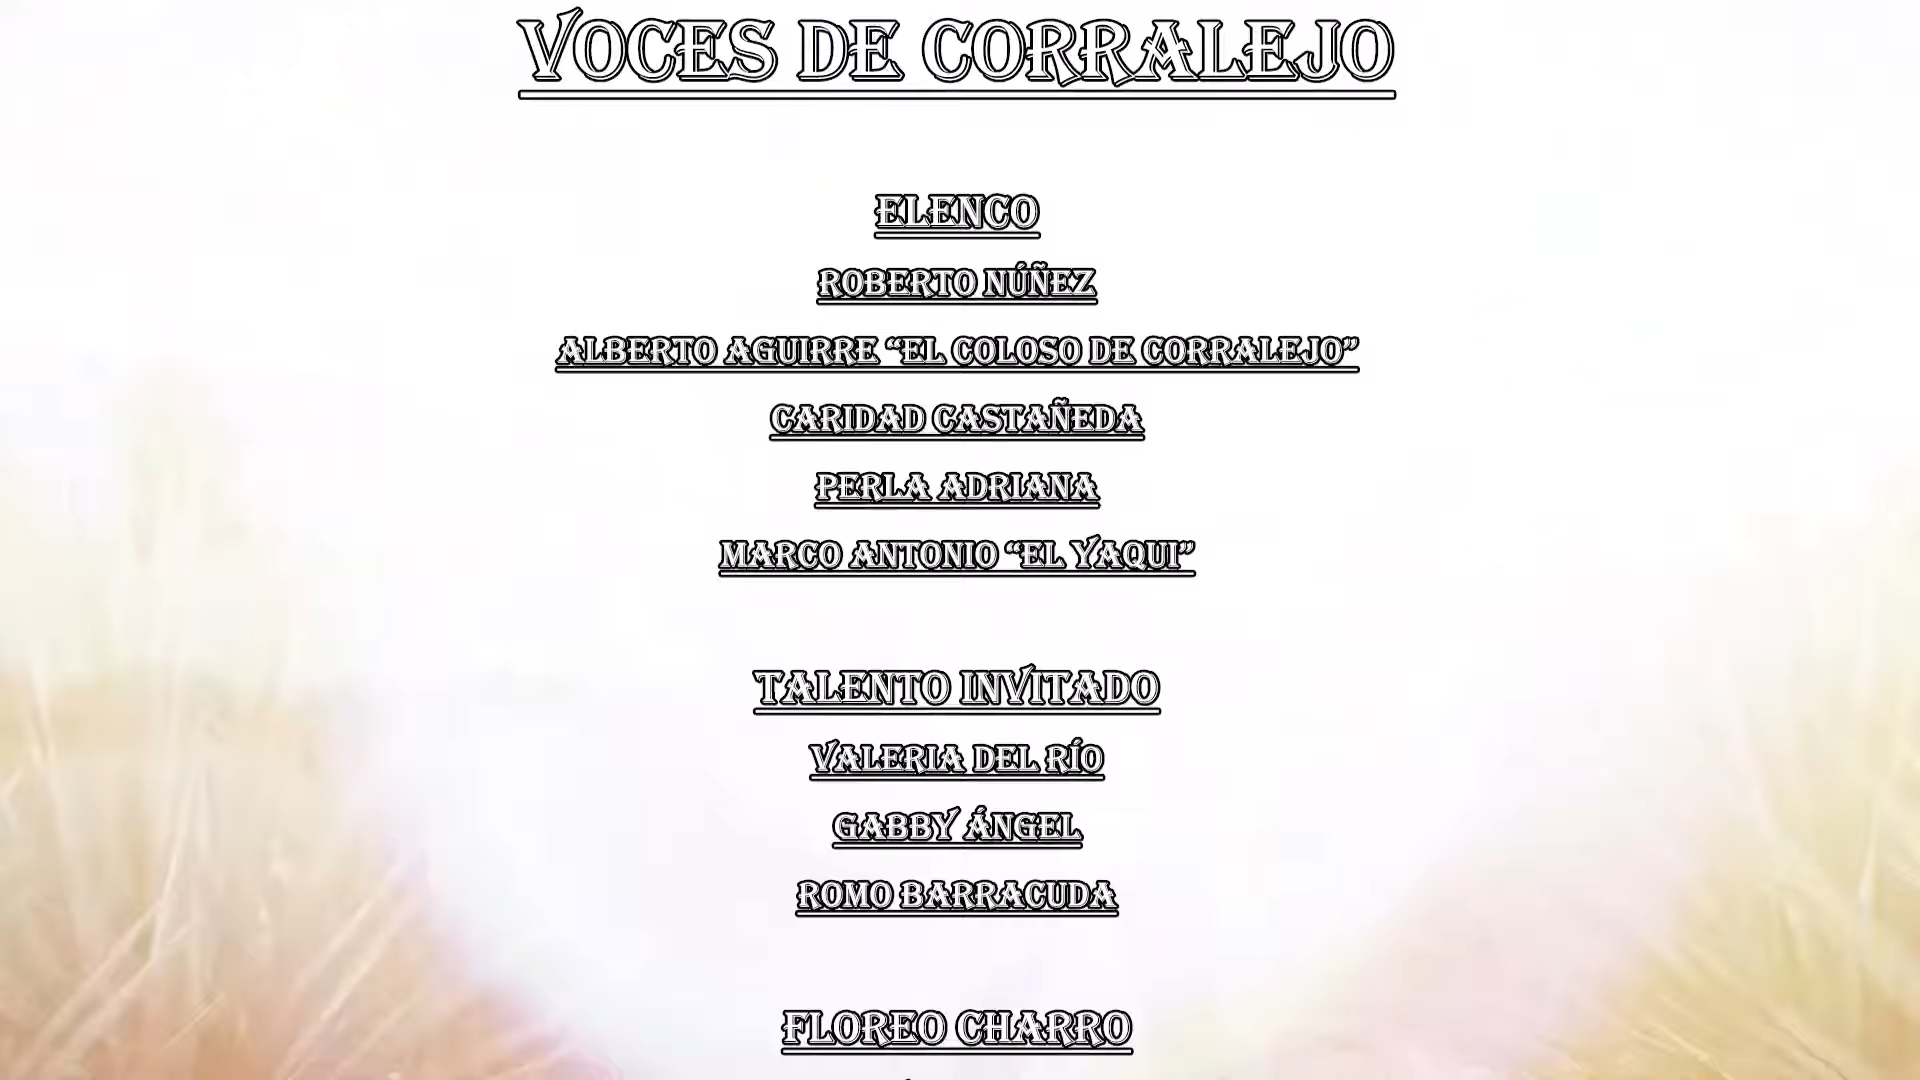 VOCES DE CORRALEJO
ELENCO
ROBERTO NÚÑEZ
ALBERTO AGUIRRE “EL COLOSO DE CORRALEJO”
CARIDAD CASTAÑEDA
PERLA ADRIANA
MARCO ANTONIO “EL YAQUI”
TALENTO INVITADO
VALERIA DEL RÍO
GABBY ÁNGEL
ROMO BARRACUDA
FLOREO CHARRO